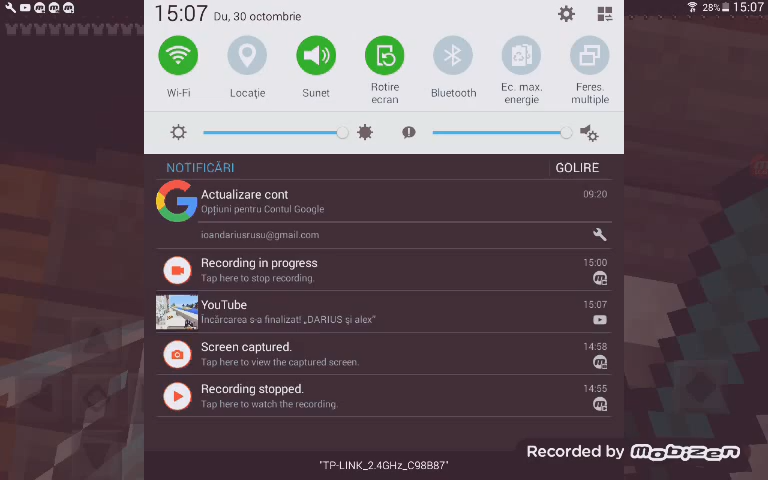 15:07 Du, 30 octombrie
28% 15:07
Wi-Fi
Locație
Sunet
Rotire
ecran
Bluetooth
Ec. max.
energie
Feres.
multiple
NOTIFICĂRI GOLIRE
Actualizare cont 09:20
Opțiuni pentru Contul Google
ioandariusrusu@gmail.com
Recording in progress 15:00
Tap here to stop recording.
YouTube 15:07
Încărcarea s-a finalizat! „DARIUS și alex”
Screen captured. 14:58
Tap here to view the captured screen.
Recording stopped. 14:55
Tap here to watch the recording.
Recorded by mobizen
"TP-LINK_2.4GHz_C98B87"